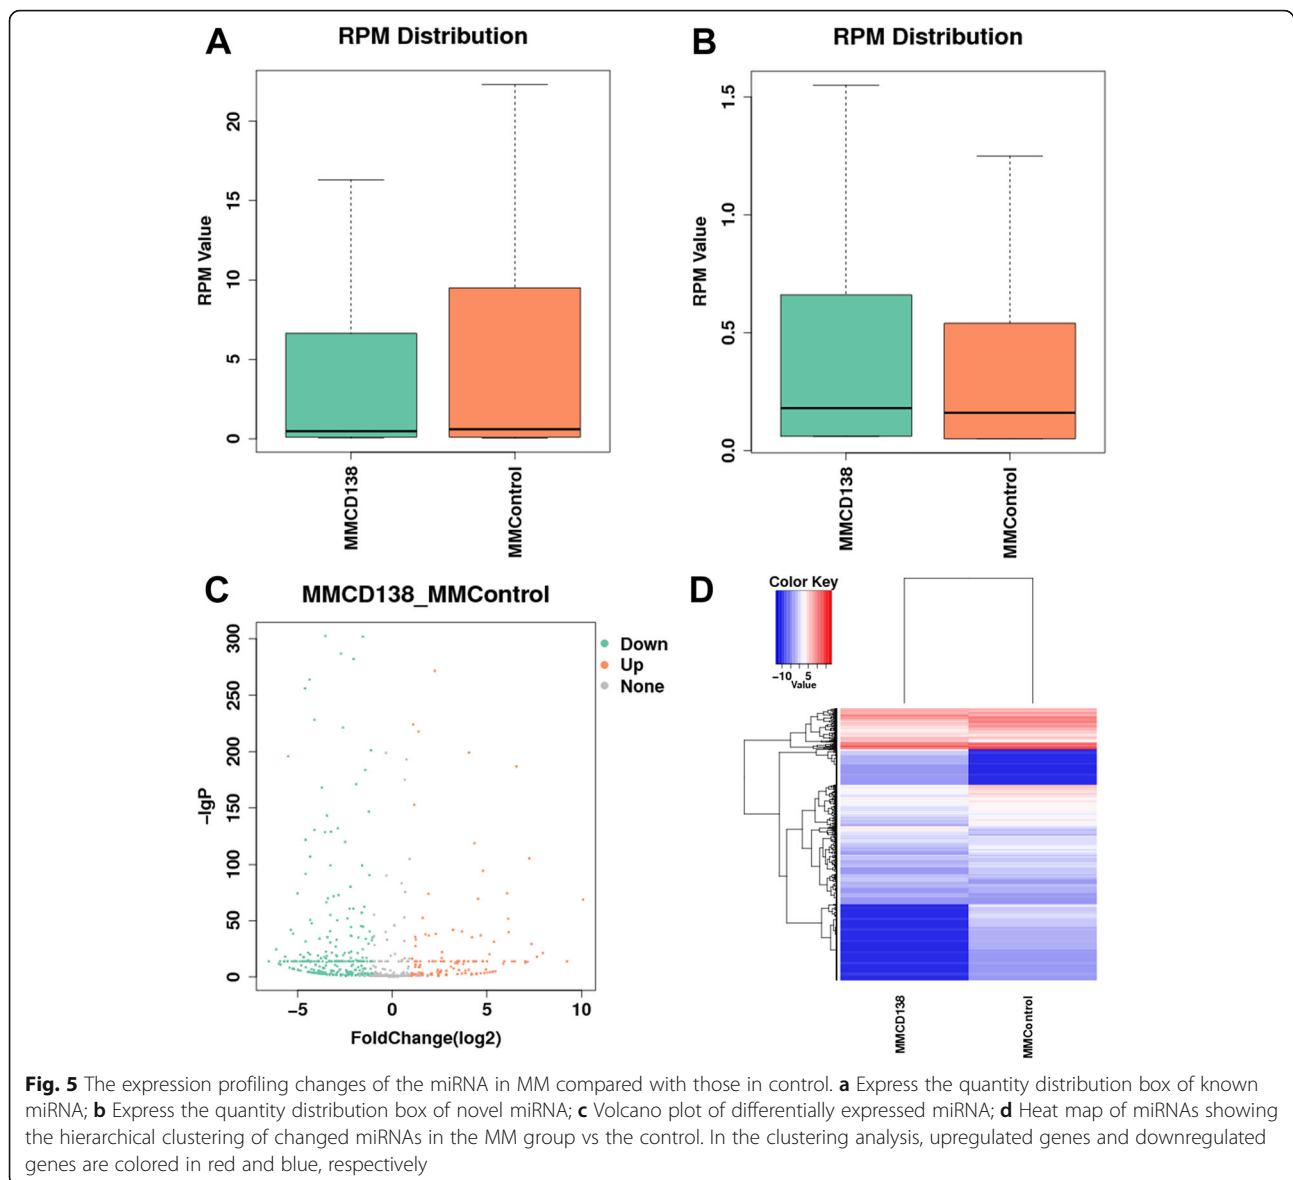 A
RPM Distribution
RPM Value
20
15
10
5
0
MMCD138
MMControl
B
RPM Distribution
RPM Value
1.5
1.0
0.5
0.0
MMCD138
MMControl
C
MMCD138_MMControl
−lgP
300
250
200
150
100
50
0
−5 0 5 10
FoldChange(log2)
Down
Up
None
D
Color Key
−10 5
Value
MMCD138
MMControl
Fig. 5 The expression profiling changes of the miRNA in MM compared with those in control. a Express the quantity distribution box of known
miRNA; b Express the quantity distribution box of novel miRNA; c Volcano plot of differentially expressed miRNA; d Heat map of miRNAs showing
the hierarchical clustering of changed miRNAs in the MM group vs the control. In the clustering analysis, upregulated genes and downregulated
genes are colored in red and blue, respectively